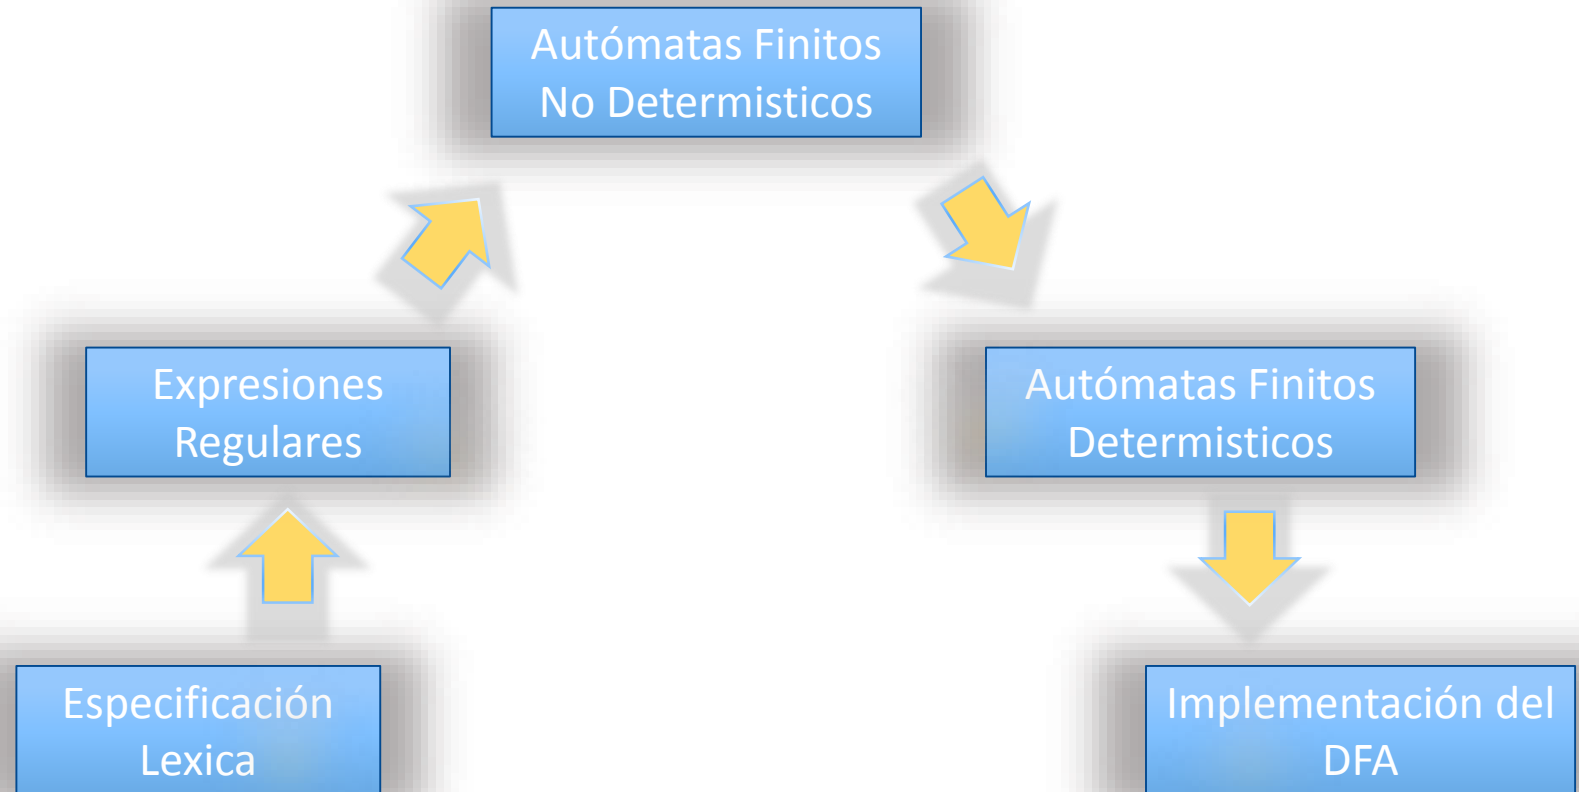 Autómatas Finitos
No Determisticos
Expresiones
Regulares
Autómatas Finitos
Determisticos
Especificación
Lexica
Implementación del
DFA